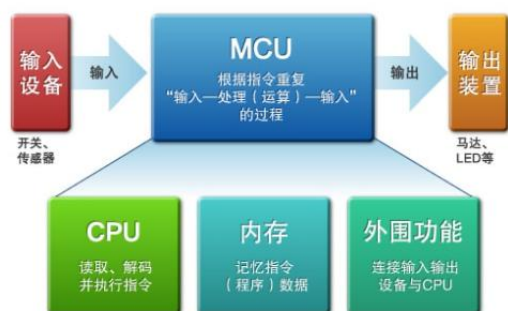 输入
设备
输入
MCU
根据指令重复
“输入—处理(运算)—输入”
的过程
输出
输出
装置
开关、
传感器
马达、
LED等
CPU
读取、解码
并执行指令
内存
记忆指令
(程序)数据
外围功能
连接输入输出
设备与CPU